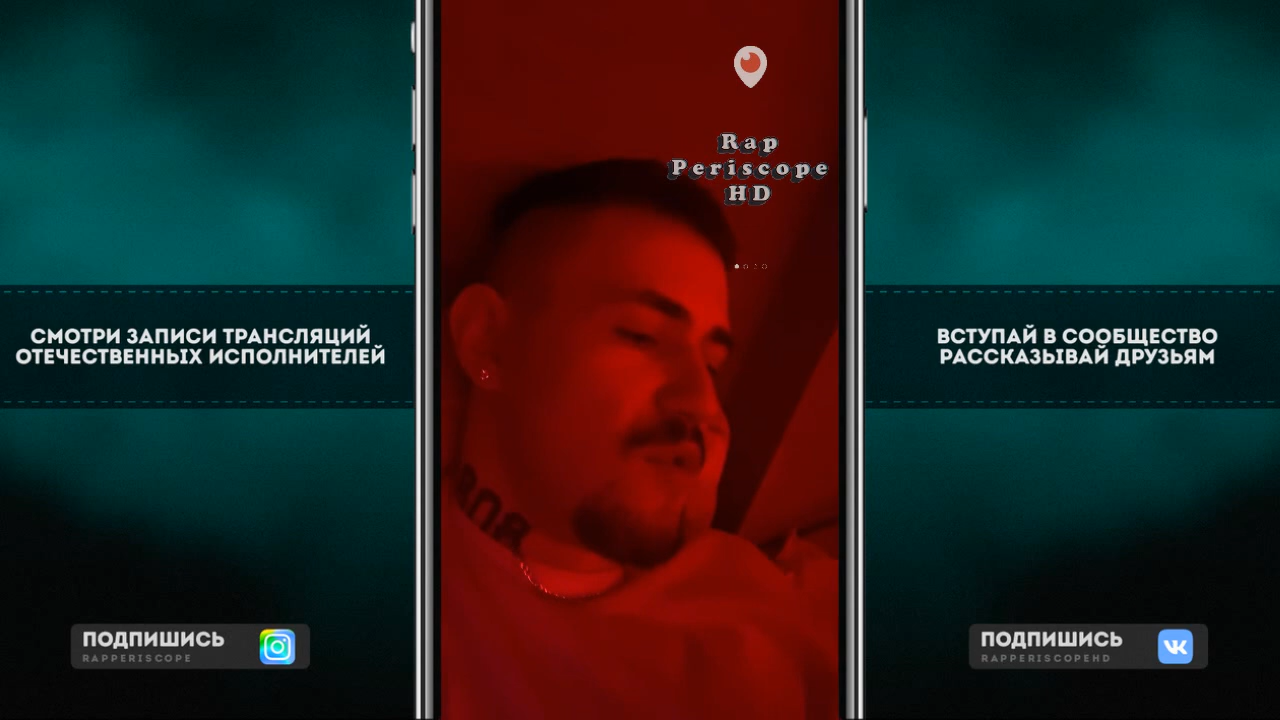 Rap
Periscope
HD
СМОТРИ ЗАПИСИ ТРАНСЛЯЦИЙ
ОТЕЧЕСТВЕННЫХ ИСПОЛНИТЕЛЕЙ
ВСТУПАЙ В СООБЩЕСТВО
РАССКАЗЫВАЙ ДРУЗЬЯМ
ПОДПИШИСЬ
RAPPERISCOPE
ПОДПИШИСЬ
RAPPERISCOPEHD